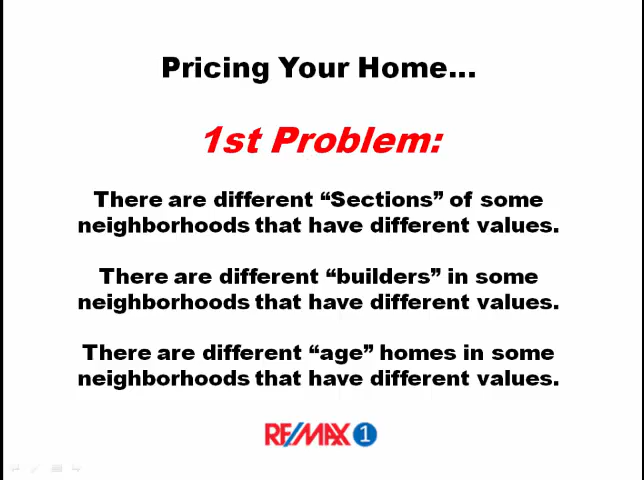 Pricing Your Home...
1st Problem:
There are different “Sections” of some
neighborhoods that have different values.
There are different “builders” in some
neighborhoods that have different values.
There are different “age” homes in some
neighborhoods that have different values.
RE/MAX 1